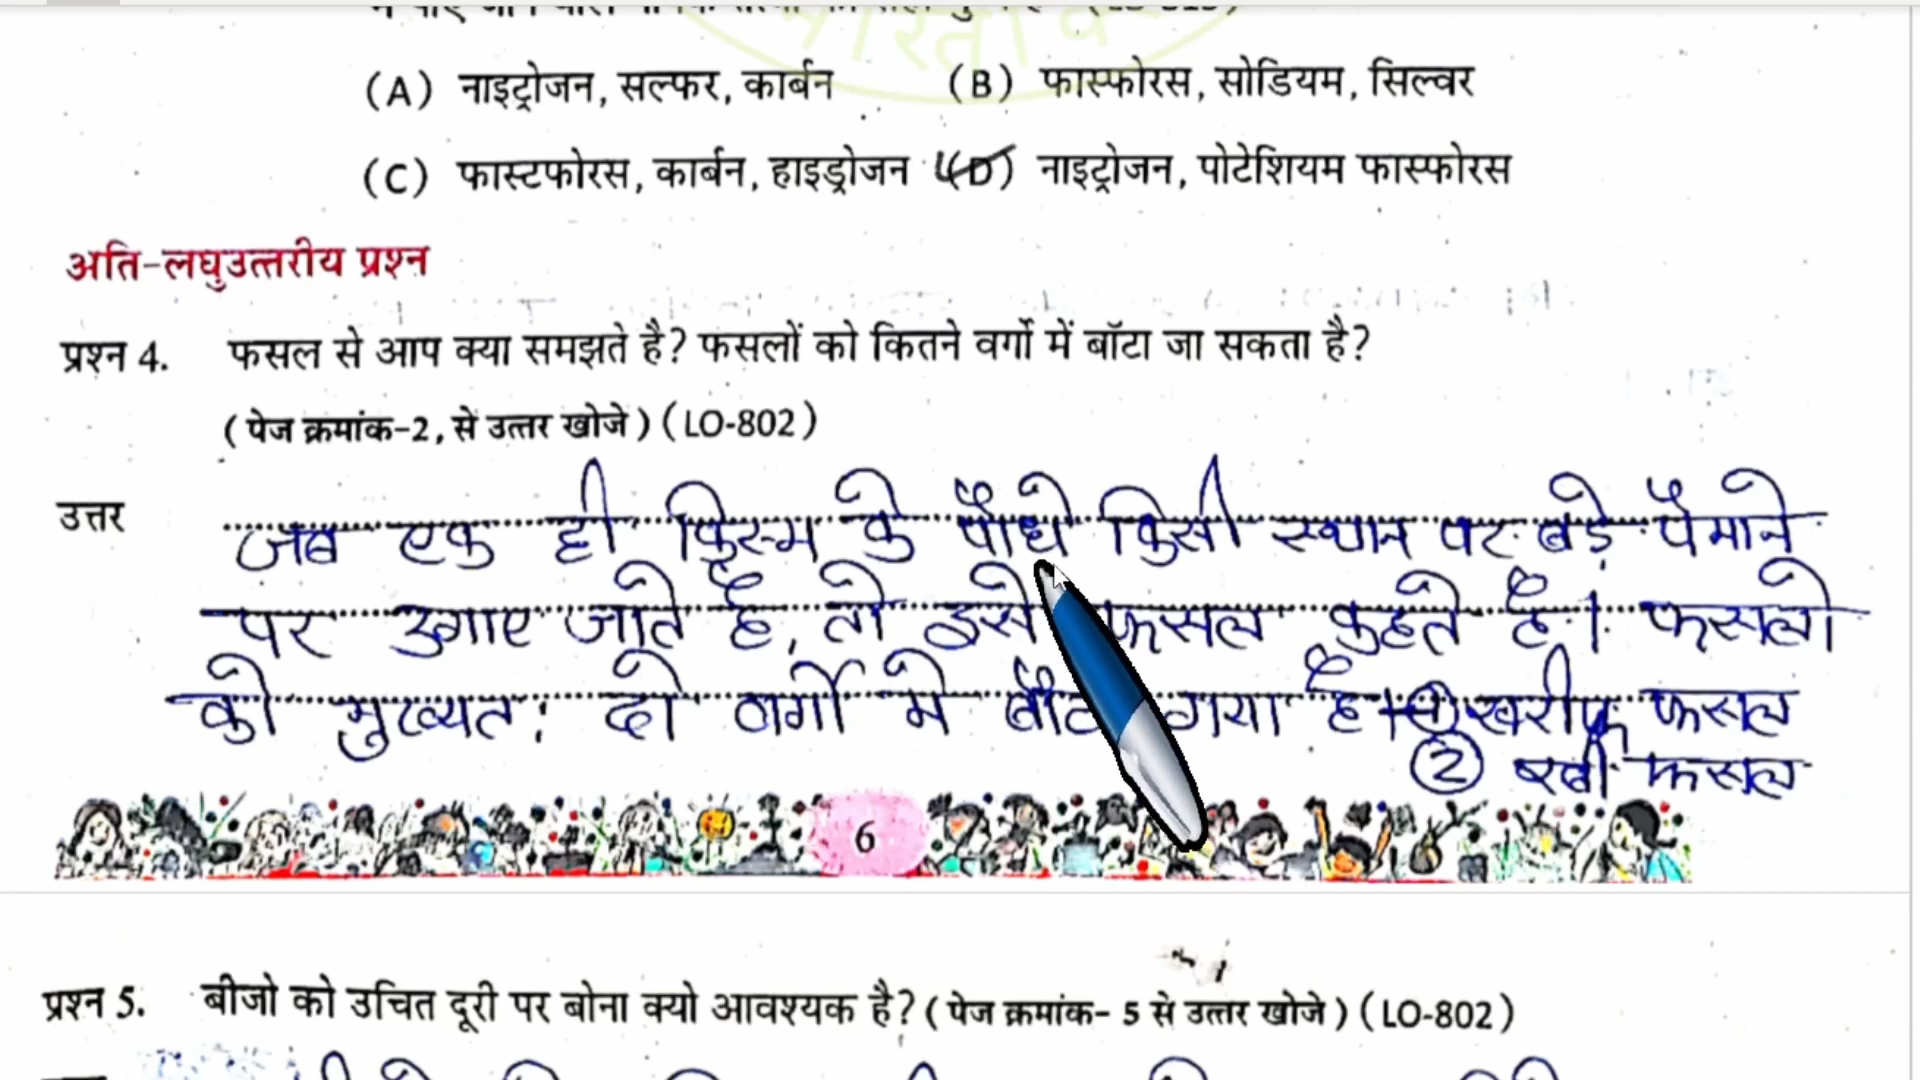 भारती
(A) नाइट्रोजन, सल्फर, कार्बन (B) फास्फोरस, सोडियम, सिल्वर
(C) फास्टफोरस, कार्बन, हाइड्रोजन (D) नाइट्रोजन, पोटेशियम फास्फोरस
अति-लघुउत्तरीय प्रश्न
प्रश्न 4. फसल से आप क्या समझते है? फसलों को कितने वर्गो में बॉटा जा सकता है?
(पेज क्रमांक-2, से उत्तर खोजे) (LO-802)
उत्तर जब एक ही किस्म के पौधे किसी स्थान पर बड़े पैमाने
पर उगाए जाते है, तो इसे फसल कहते है। फसलो
को मुख्यत: दो वर्गो मे गया है। ① खरीफ फसल
② रबी फसल
6
प्रश्न 5. बीजो को उचित दूरी पर बोना क्यो आवश्यक है? (पेज क्रमांक- 5 से उत्तर खोजे) (LO-802)